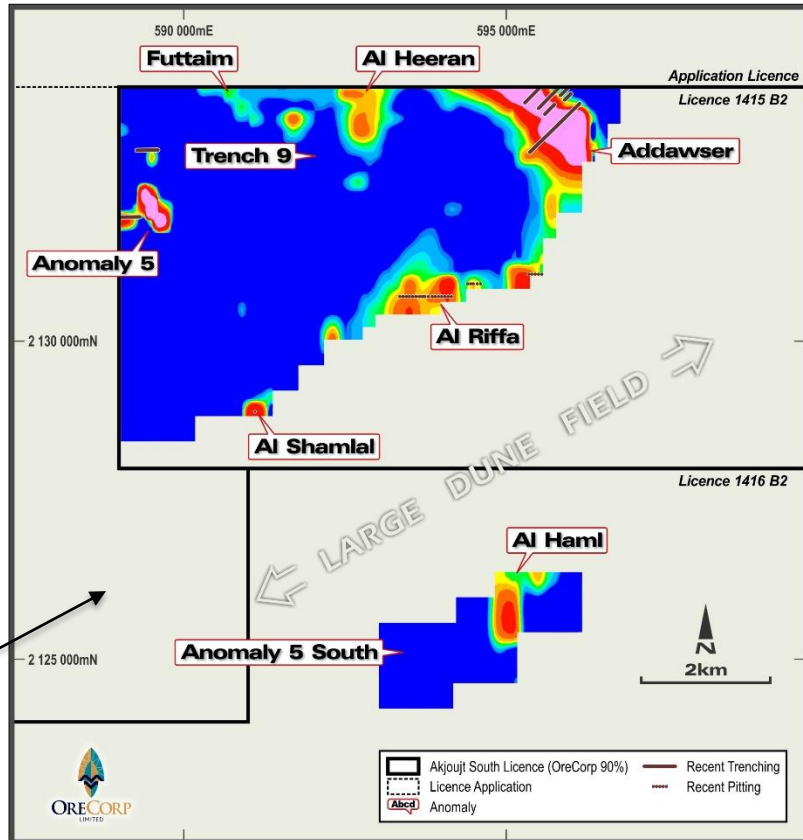 590 000mE
595 000mE
Futtaim
Al Heeran
Application Licence
Licence 1415 B2
Trench 9
Addawser
Anomaly 5
2 130 000mN
Al Riffa
LARGE DUNE FIELD
Al Shamlal
Licence 1416 B2
Al Haml
Anomaly 5 South
2 125 000mN
N
2km
Akjoujt South Licence (OreCorp 90%)
Recent Trenching
Licence Application
Recent Pitting
Abcd
Anomaly
ORECORP
LIMITED